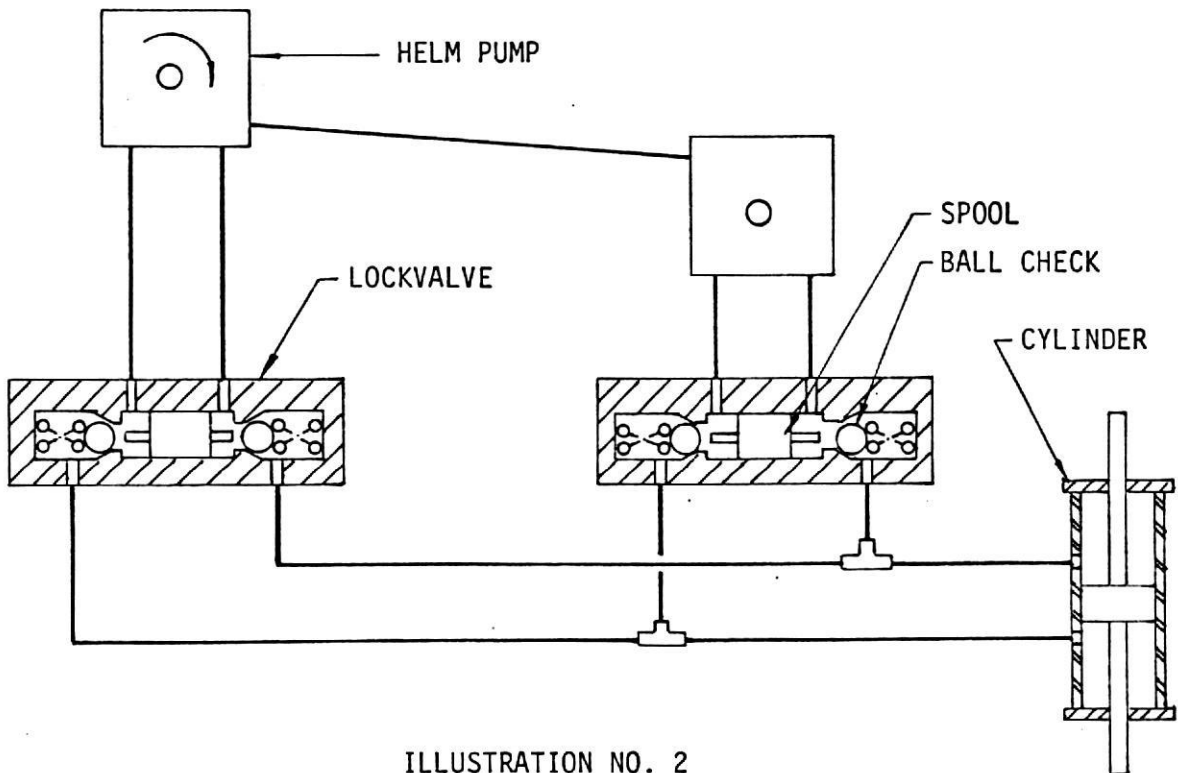 HELM PUMP
SPOOL
BALL CHECK
LOCKVALVE
CYLINDER
ILLUSTRATION NO. 2